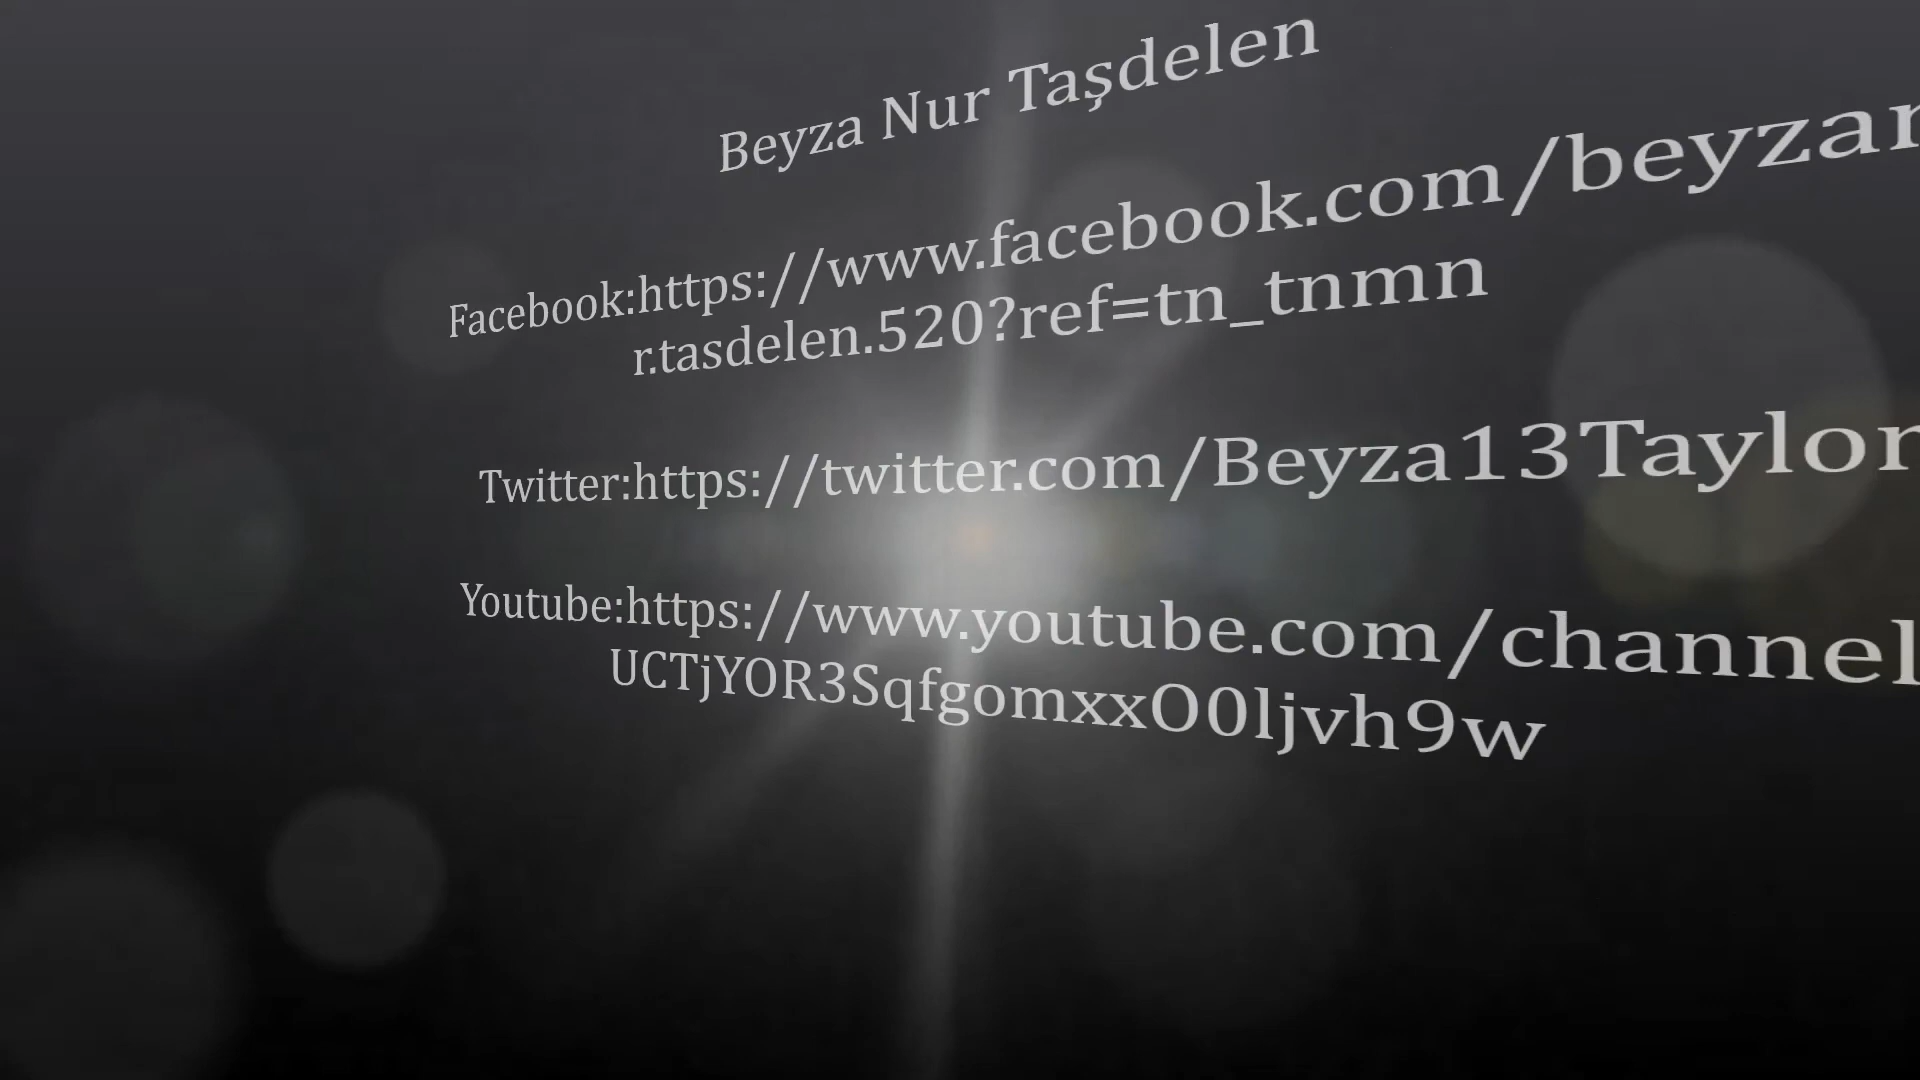 Beyza Nur Taşdelen
Facebook:https://www.facebook.com/beyzar
r.tasdelen.520?ref=tn_tnmn
Twitter:https://twitter.com/Beyza13Taylor
Youtube:https://www.youtube.com/channel
UCTjYOR3SqfgomxxO0ljvh9w